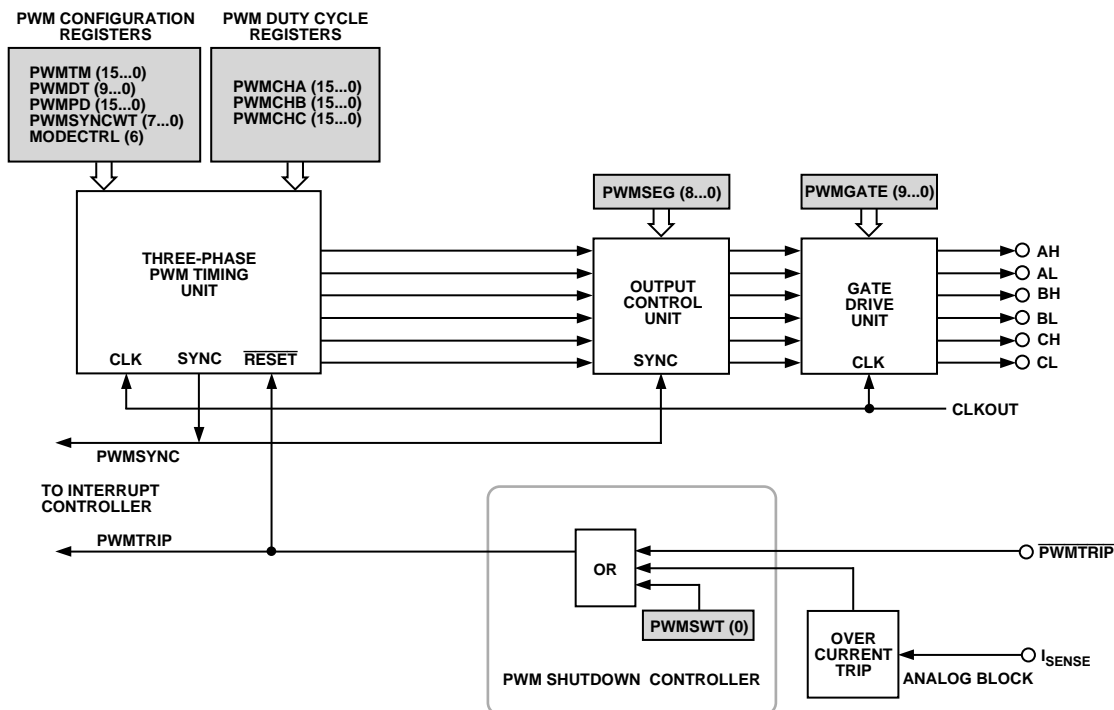 PWM CONFIGURATION
REGISTERS
PWM DUTY CYCLE
REGISTERS
PWMTM (15...0)
PWMDT (9...0)
PWMPD (15...0)
PWMSYNCWT (7...0)
MODECTRL (6)
PWMCHA (15...0)
PWMCHB (15...0)
PWMCHC (15...0)
PWMSEG (8...0)
PWMGATE (9...0)
THREE-PHASE
PWM TIMING
UNIT
CLK
SYNC
RESET
OUTPUT
CONTROL
UNIT
SYNC
GATE
DRIVE
UNIT
CLK
AH
AL
BH
BL
CH
CL
CLKOUT
PWMSYNC
TO INTERRUPT
CONTROLLER
PWMTRIP
OR
PWMTRIP
PWMSWT (0)
PWM SHUTDOWN CONTROLLER
OVER
CURRENT
TRIP
ISENSE
ANALOG BLOCK